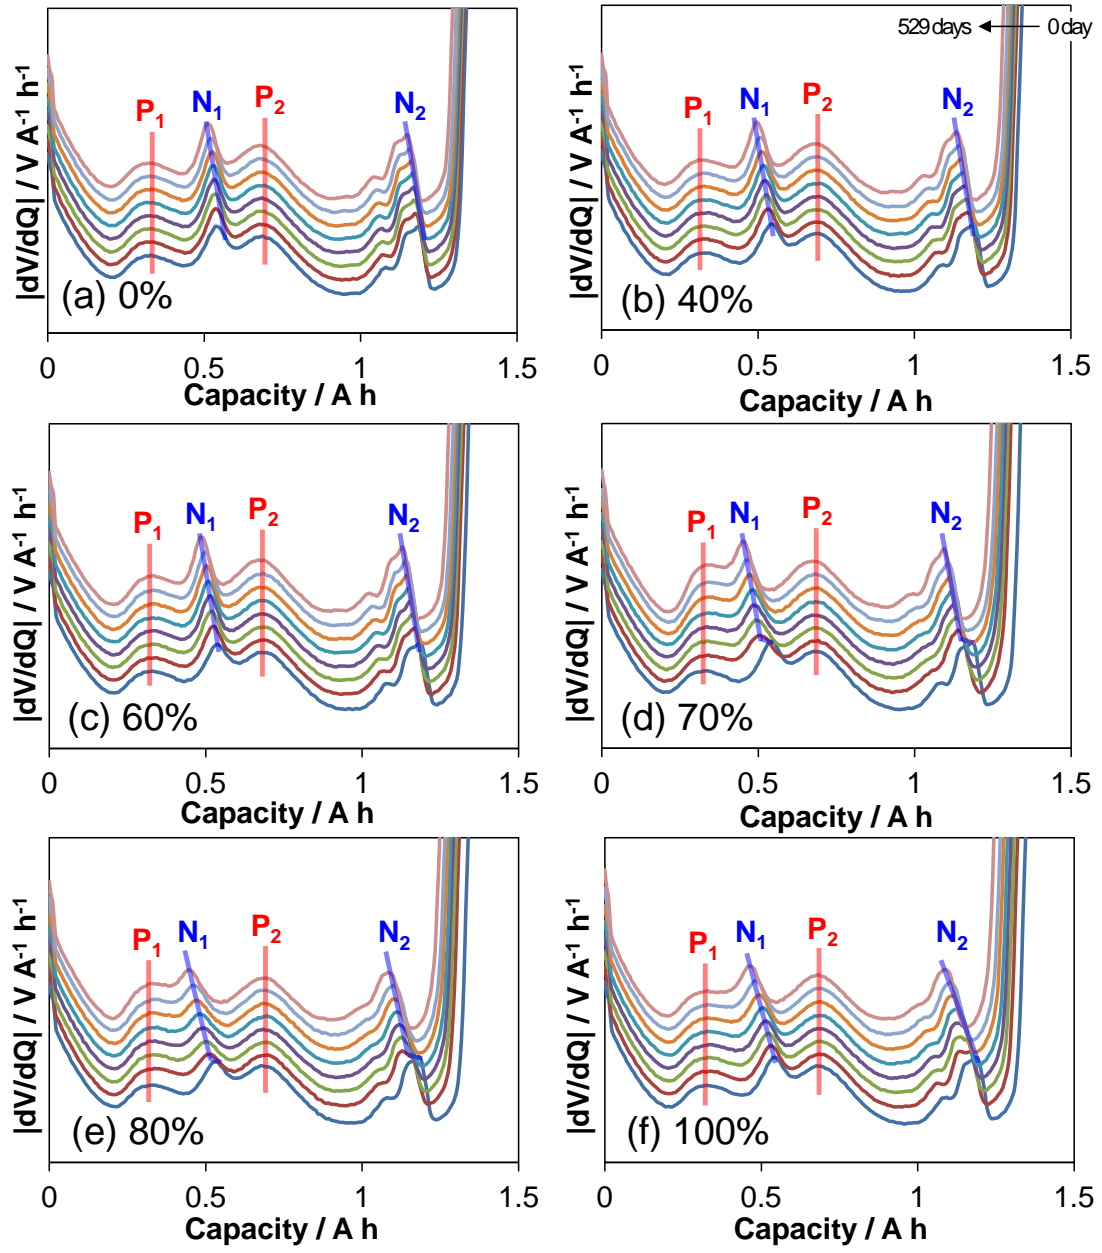 529 days ← 0 day
|dV/dQ| / V A⁻¹ h⁻¹
P₁
N₁
P₂
N₂
(a) 0%
0
0.5
1
1.5
Capacity / A h
|dV/dQ| / V A⁻¹ h⁻¹
P₁
N₁
P₂
N₂
(b) 40%
0
0.5
1
1.5
Capacity / A h
|dV/dQ| / V A⁻¹ h⁻¹
P₁
N₁
P₂
N₂
(c) 60%
0
0.5
1
1.5
Capacity / A h
|dV/dQ| / V A⁻¹ h⁻¹
P₁
N₁
P₂
N₂
(d) 70%
0
0.5
1
1.5
Capacity / A h
|dV/dQ| / V A⁻¹ h⁻¹
P₁
N₁
P₂
N₂
(e) 80%
0
0.5
1
1.5
Capacity / A h
|dV/dQ| / V A⁻¹ h⁻¹
P₁
N₁
P₂
N₂
(f) 100%
0
0.5
1
1.5
Capacity / A h